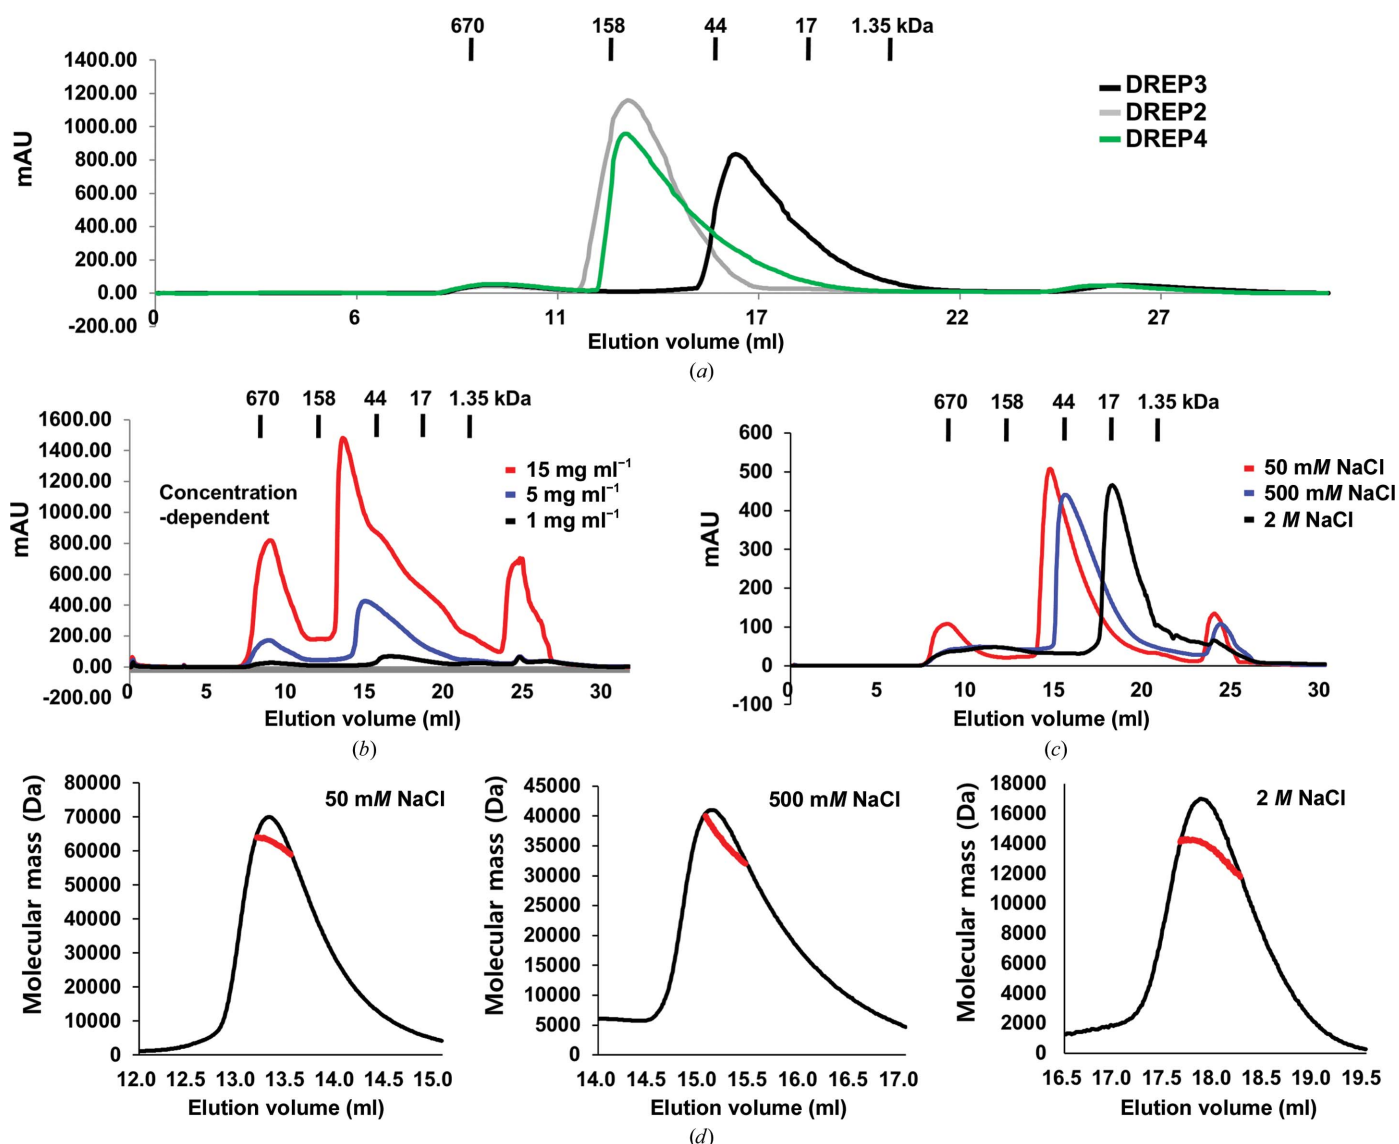 670 158 44 17 1.35 kDa
1400.00
1200.00
1000.00
800.00
600.00
400.00
200.00
0.00
-200.00
mAU
DREP3
DREP2
DREP4
0 6 11 17 22 27
Elution volume (ml)
(a)
670 158 44 17 1.35 kDa
1600.00
1400.00
1200.00
1000.00
800.00
600.00
400.00
200.00
0.00
-200.00
mAU
Concentration
-dependent
15 mg ml⁻¹
5 mg ml⁻¹
1 mg ml⁻¹
0 5 10 15 20 25 30
Elution volume (ml)
(b)
670 158 44 17 1.35 kDa
600
500
400
300
200
100
0
-100
mAU
50 mM NaCl
500 mM NaCl
2 M NaCl
0 5 10 15 20 25 30
Elution volume (ml)
(c)
Molecular mass (Da)
80000
70000
60000
50000
40000
30000
20000
10000
0
50 mM NaCl
12.0 12.5 13.0 13.5 14.0 14.5 15.0
Elution volume (ml)
Molecular mass (Da)
45000
40000
35000
30000
25000
20000
15000
10000
5000
0
500 mM NaCl
14.0 14.5 15.0 15.5 16.0 16.5 17.0
Elution volume (ml)
Molecular mass (Da)
18000
16000
14000
12000
10000
8000
6000
4000
2000
0
2 M NaCl
16.5 17.0 17.5 18.0 18.5 19.0 19.5
Elution volume (ml)
(d)